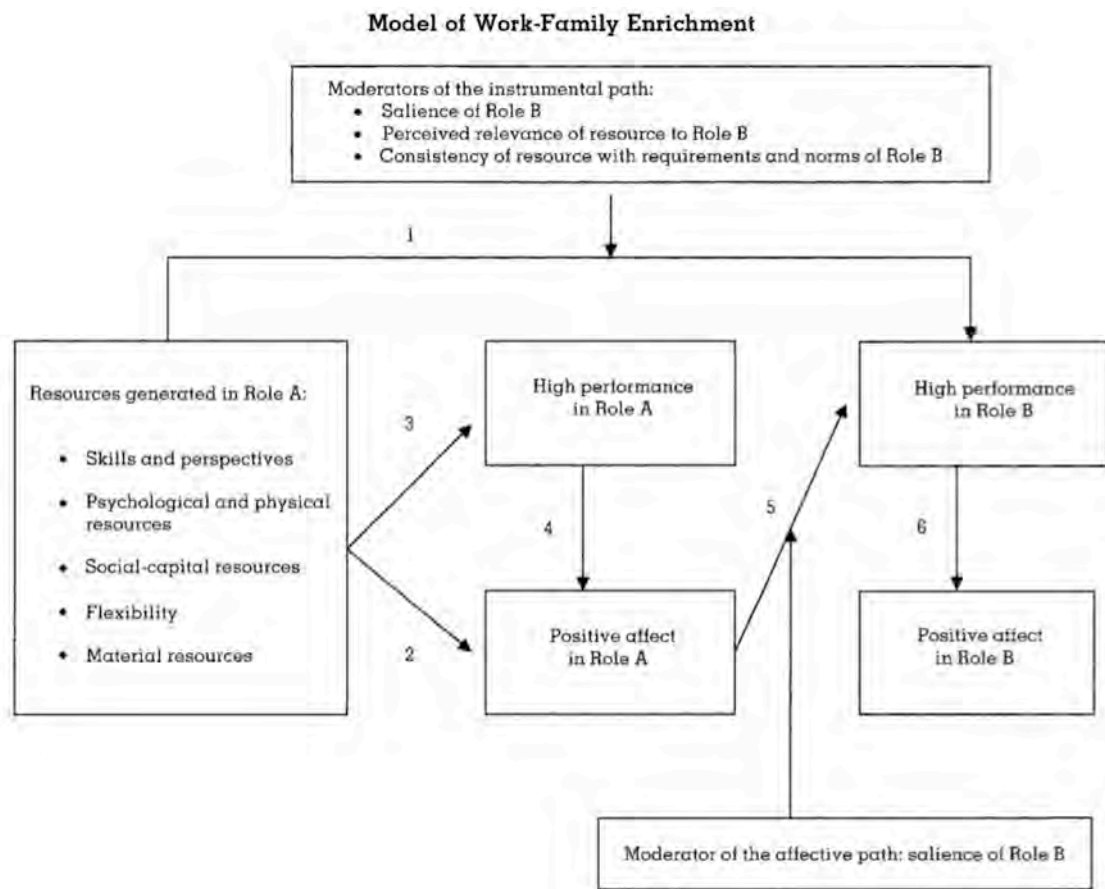 Model of Work-Family Enrichment
Moderators of the instrumental path:
• Salience of Role B
• Perceived relevance of resource to Role B
• Consistency of resource with requirements and norms of Role B
1
Resources generated in Role A:
• Skills and perspectives
• Psychological and physical
resources
• Social-capital resources
• Flexibility
• Material resources
3
2
High performance
in Role A
4
Positive affect
in Role A
5
High performance
in Role B
6
Positive affect
in Role B
Moderator of the affective path: salience of Role B